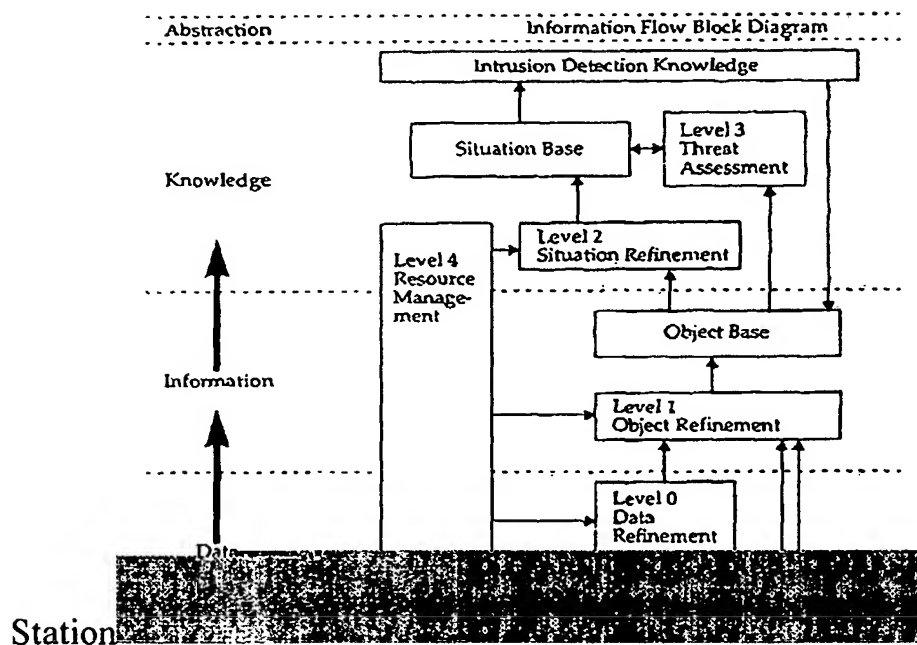 Abstraction
Information Flow Block Diagram
Intrusion Detection Knowledge
Situation Base
Level 3
Threat
Assessment
Knowledge
Level 2
Situation Refinement
Level 4
Resource
Manage-
ment
Object Base
Information
Level 1
Object Refinement
Level 0
Data
Refinement
Data
Station